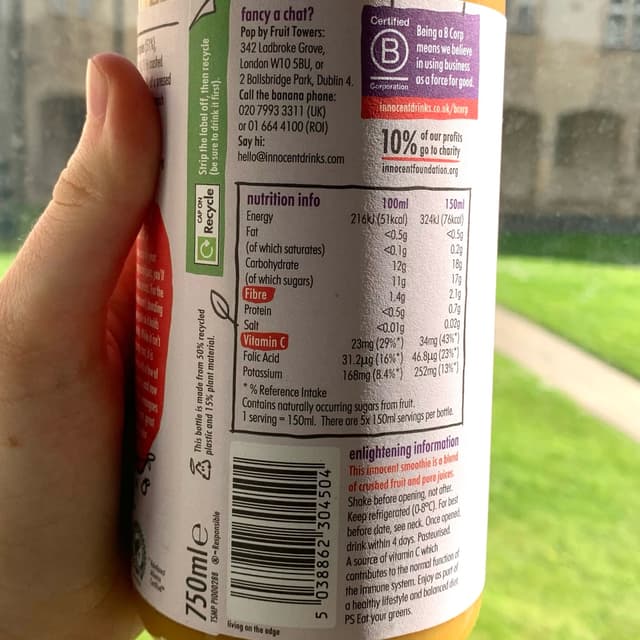 fancy a chat?
Pop by Fruit Towers:
342 Ladbroke Grove,
London W10 5BU, or
2 Ballsbridge Park, Dublin 4.
Call the banana phone:
020 7993 3311 (UK)
or 01 664 4100 (ROI)
Say hi:
hello@innocentdrinks.com
Certified
B
Corporation
Being a B Corp
means we believe
in using business
as a force for good.
innocentdrinks.co.uk/bcorp
10% of our profits
go to charity
innocentfoundation.org
Strip the label off, then recycle
(be sure to drink it first).
CAP ON
Recycle
nutrition info 100ml 150ml
Energy 216kJ (51kcal) 324kJ (76kcal)
Fat <0.5g <0.5g
(of which saturates) <0.1g 0.2g
Carbohydrate 12g 18g
(of which sugars) 11g 17g
Fibre 1.4g 2.1g
Protein <0.5g 0.7g
Salt <0.01g 0.02g
Vitamin C 23mg (29%*) 34mg (43%*)
Folic Acid 31.2µg (16%*) 46.8µg (23%*)
Potassium 168mg (8.4%*) 252mg (13%*)
* % Reference Intake
Contains naturally occurring sugars from fruit.
1 serving = 150ml. There are 5x 150ml servings per bottle.
This bottle is made from 50% recycled
plastic and 15% plant material.
750ml e
TSMP P1000288 ®-Responsible
5 038862 304504
living on the edge
enlightening information
This innocent smoothie is a blend
of crushed fruit and pure juices.
Shake before opening, not after.
Keep refrigerated (0-8°C). For best
before date, see neck. Once opened,
drink within 4 days. Pasteurised.
A source of vitamin C which
contributes to the normal function of
the immune system. Enjoy as part of
a healthy lifestyle and balanced diet.
PS Eat your greens.